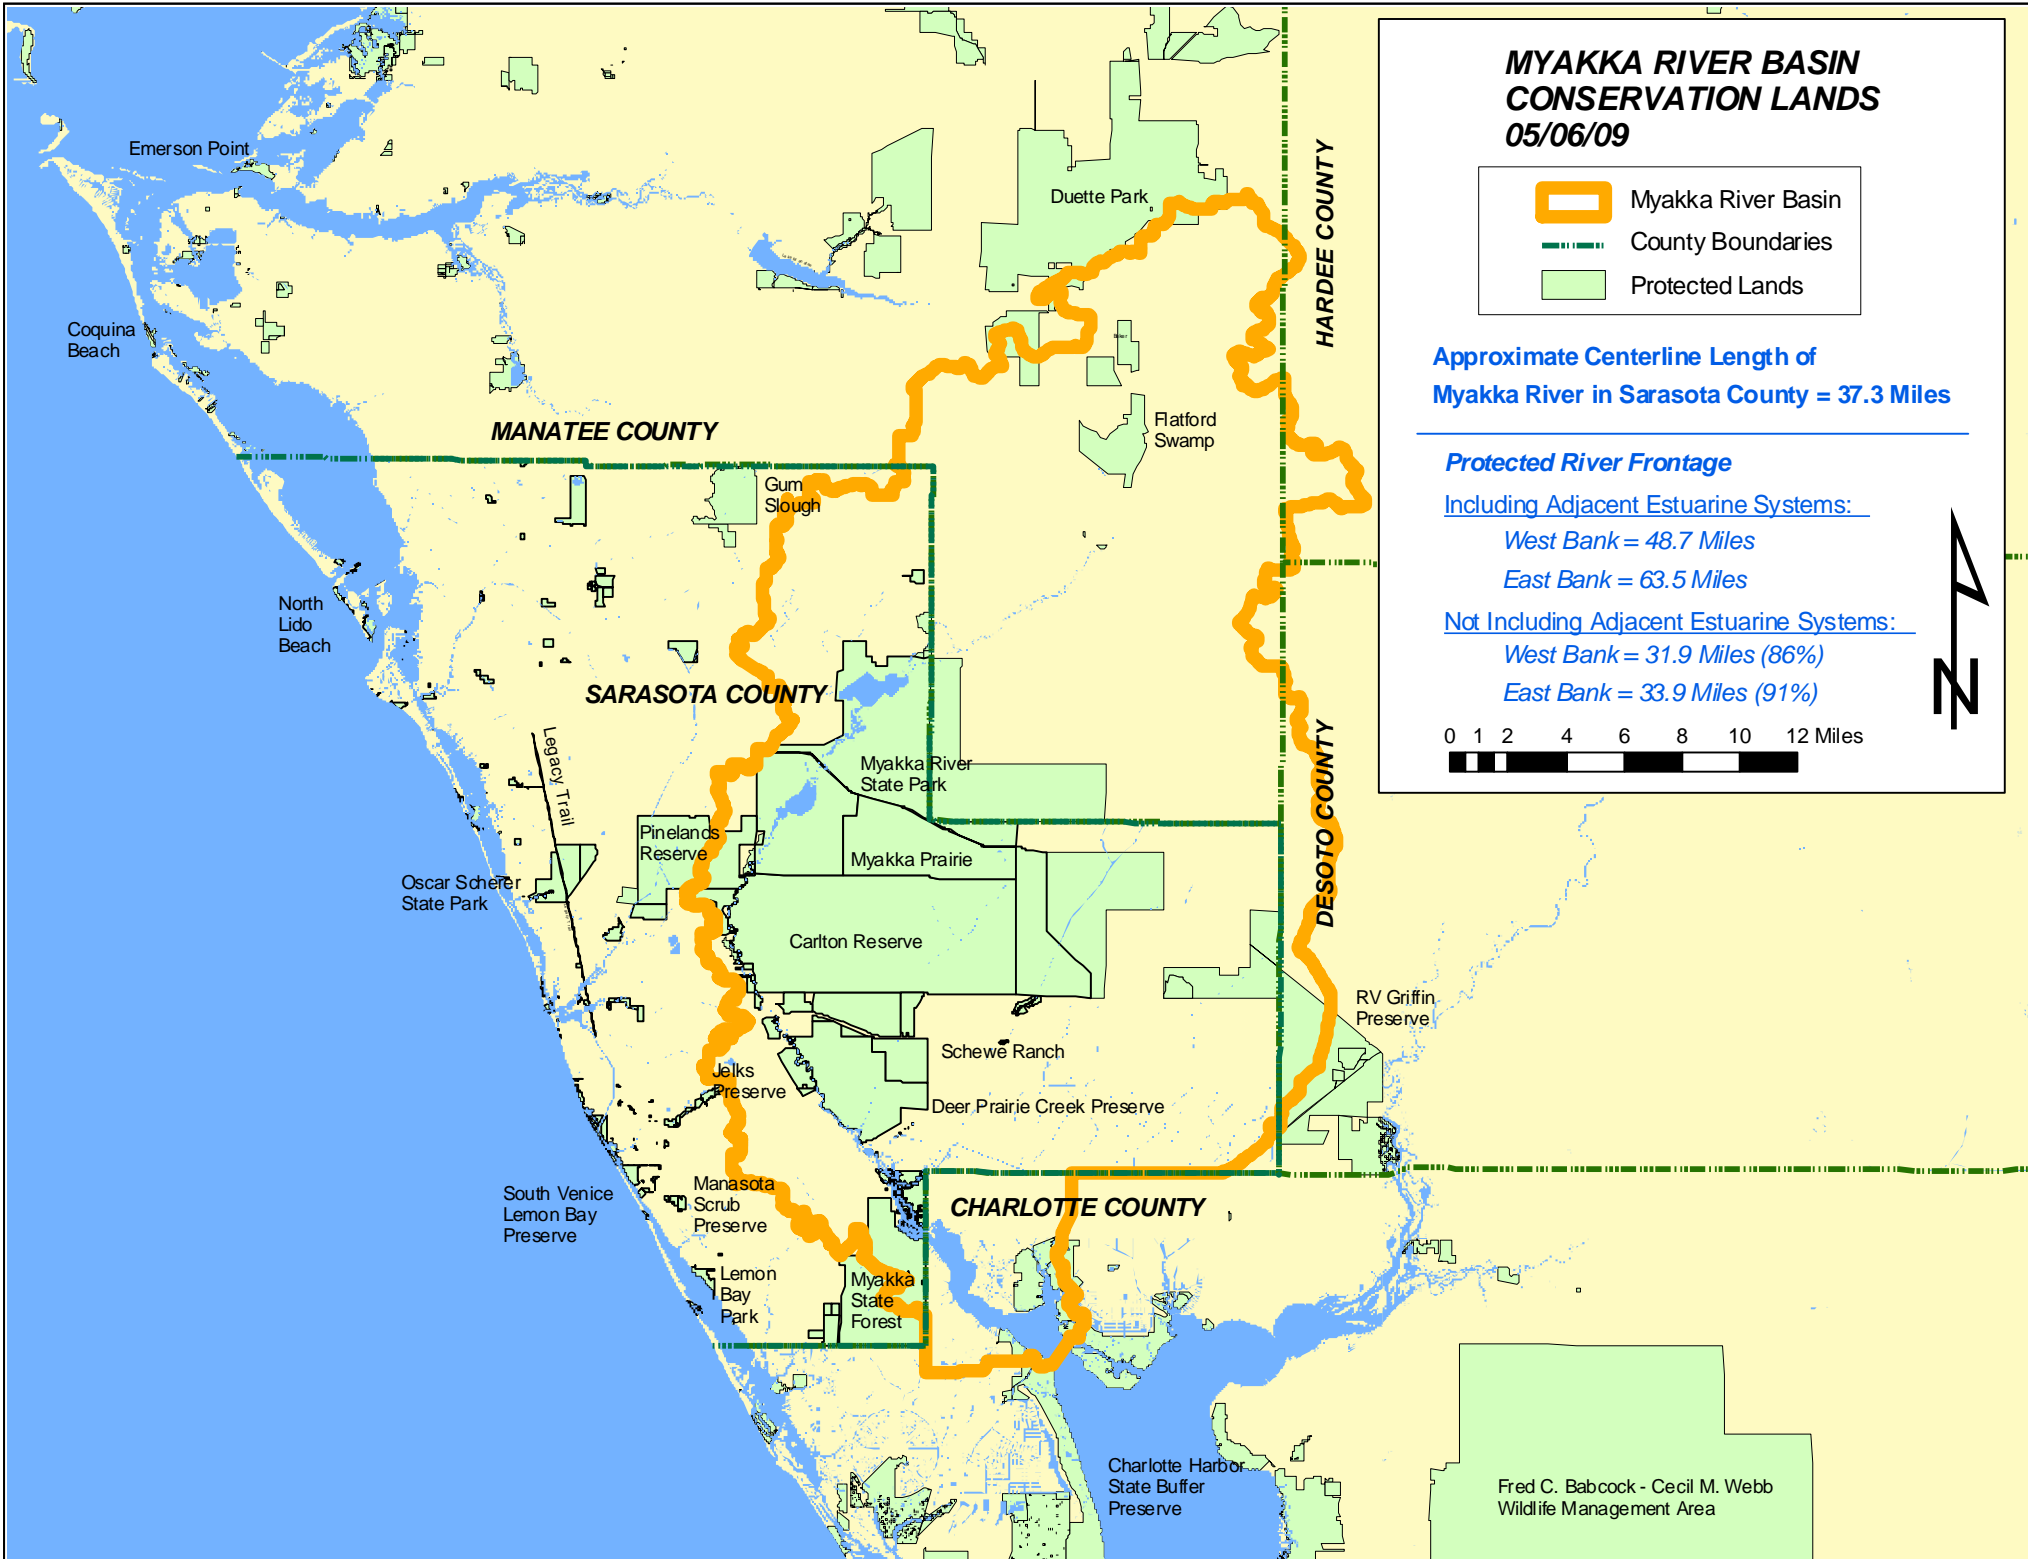 MYAKKA RIVER BASIN
CONSERVATION LANDS
05/06/09
Myakka River Basin
County Boundaries
Protected Lands
Approximate Centerline Length of
Myakka River in Sarasota County = 37.3 Miles
Protected River Frontage
Including Adjacent Estuarine Systems:
West Bank = 48.7 Miles
East Bank = 63.5 Miles
Not Including Adjacent Estuarine Systems:
West Bank = 31.9 Miles (86%)
East Bank = 33.9 Miles (91%)
N
0 1 2 4 6 8 10 12 Miles
Emerson Point
Duette Park
HARDEE COUNTY
Coquina
Beach
MANATEE COUNTY
Flatford
Swamp
Gum
Slough
North
Lido
Beach
SARASOTA COUNTY
Legacy Trail
Myakka River
State Park
DESOTO COUNTY
Pinelands
Reserve
Myakka Prairie
Oscar Scherer
State Park
Carlton Reserve
RV Griffin
Preserve
Schewe Ranch
Jelks
Preserve
Deer Prairie Creek Preserve
South Venice
Lemon Bay
Preserve
Manasota
Scrub
Preserve
CHARLOTTE COUNTY
Lemon
Bay
Park
Myakka
State
Forest
Charlotte Harbor
State Buffer
Preserve
Fred C. Babcock - Cecil M. Webb
Wildlife Management Area